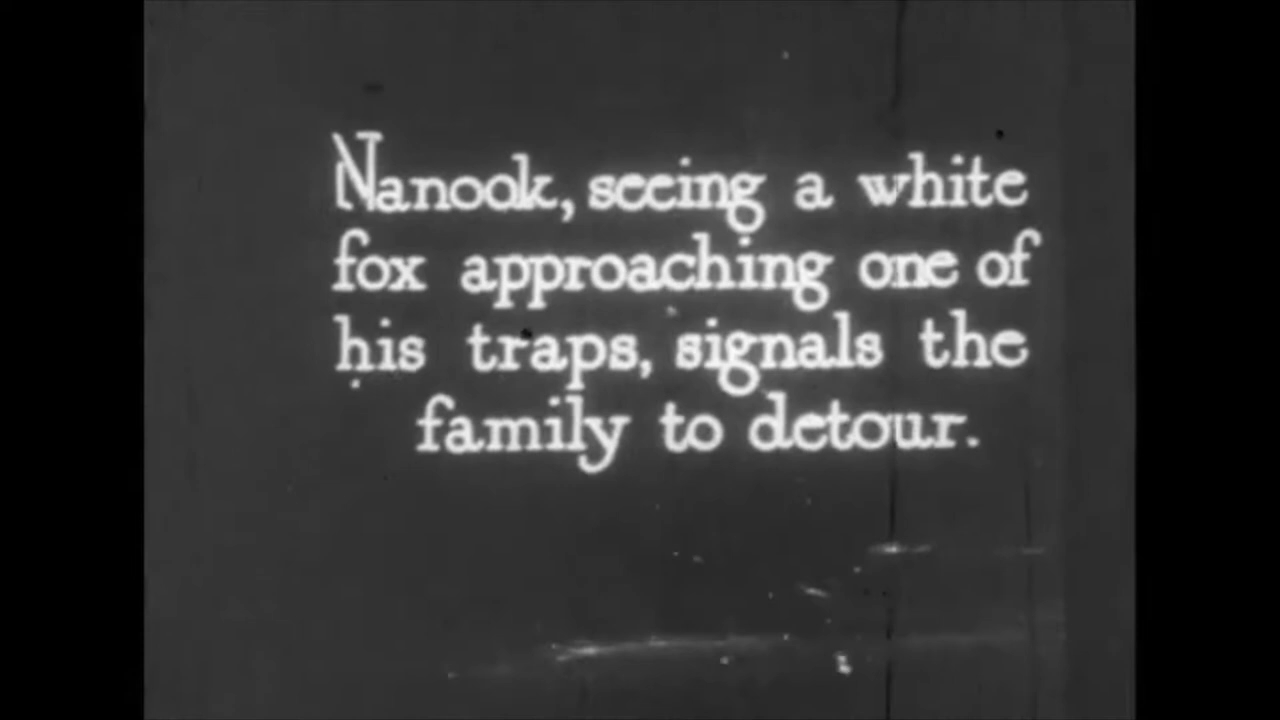 Nanook, seeing a white
fox approaching one of
his traps, signals the
family to detour.